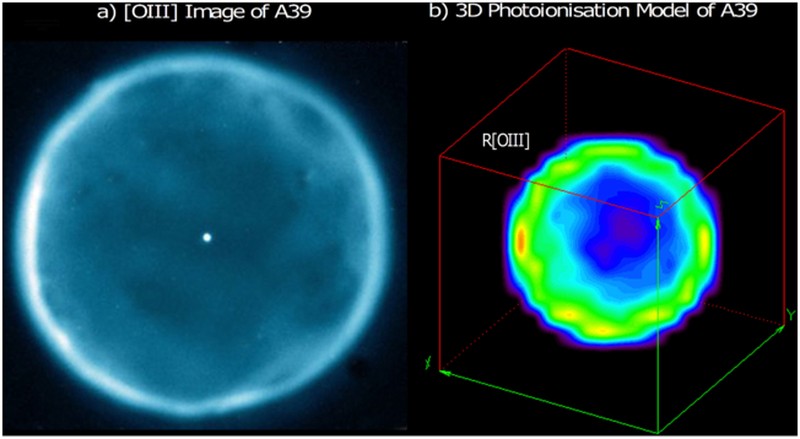 a) [OIII] Image of A39
b) 3D Photoionisation Model of A39
R[OIII]
Z
Y
X